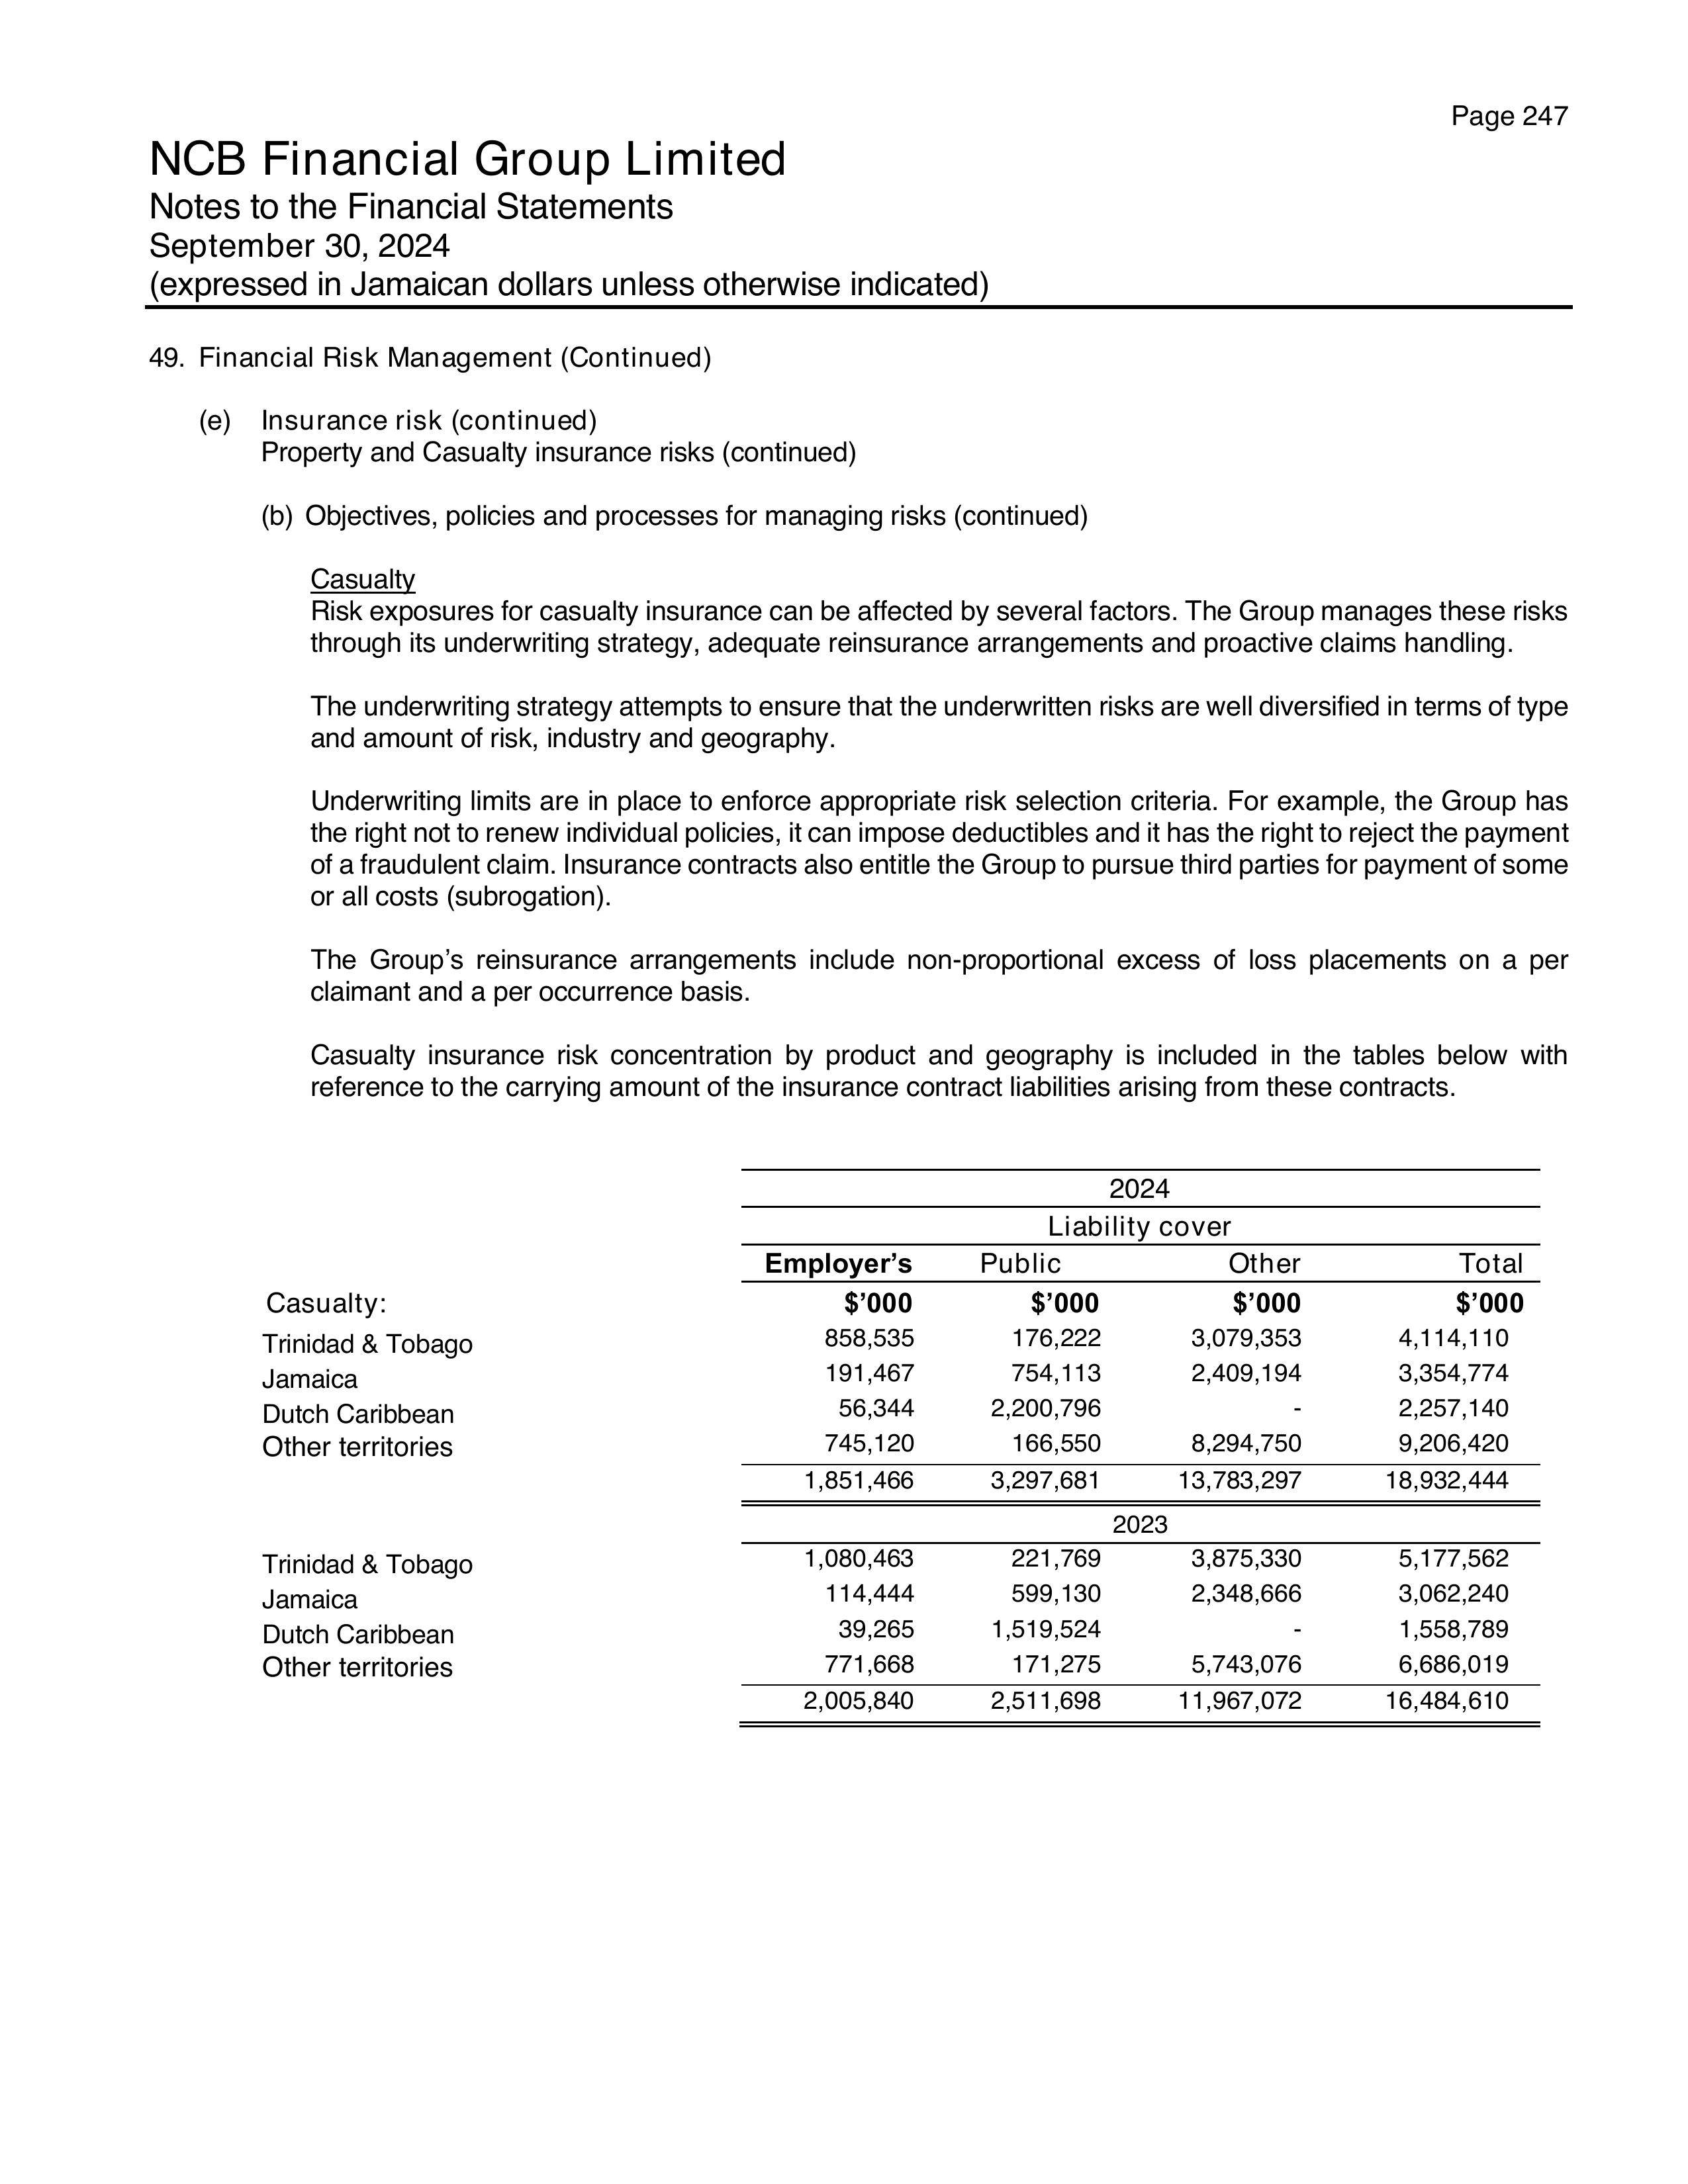 Page 247
NCB Financial Group Limited
Notes to the Financial Statements
September 30, 2024
(expressed in Jamaican dollars unless otherwise indicated)
49. Financial Risk Management (Continued)
(e) Insurance risk (continued)
Property and Casualty insurance risks (continued)
(b) Objectives, policies and processes for managing risks (continued)
Casualty
Risk exposures for casualty insurance can be affected by several factors. The Group manages these risks
through its underwriting strategy, adequate reinsurance arrangements and proactive claims handling.
The underwriting strategy attempts to ensure that the underwritten risks are well diversified in terms of type
and amount of risk, industry and geography.
Underwriting limits are in place to enforce appropriate risk selection criteria. For example, the Group has
the right not to renew individual policies, it can impose deductibles and it has the right to reject the payment
of a fraudulent claim. Insurance contracts also entitle the Group to pursue third parties for payment of some
or all costs (subrogation).
The Group’s reinsurance arrangements include non-proportional excess of loss placements on a per
claimant and a per occurrence basis.
Casualty insurance risk concentration by product and geography is included in the tables below with
reference to the carrying amount of the insurance contract liabilities arising from these contracts.
2024
Liability cover
Employer’s Public Other Total
Casualty: $’000 $’000 $’000 $’000
Trinidad & Tobago 858,535 176,222 3,079,353 4,114,110
Jamaica 191,467 754,113 2,409,194 3,354,774
Dutch Caribbean 56,344 2,200,796 - 2,257,140
Other territories 745,120 166,550 8,294,750 9,206,420
1,851,466 3,297,681 13,783,297 18,932,444
2023
Trinidad & Tobago 1,080,463 221,769 3,875,330 5,177,562
Jamaica 114,444 599,130 2,348,666 3,062,240
Dutch Caribbean 39,265 1,519,524 - 1,558,789
Other territories 771,668 171,275 5,743,076 6,686,019
2,005,840 2,511,698 11,967,072 16,484,610